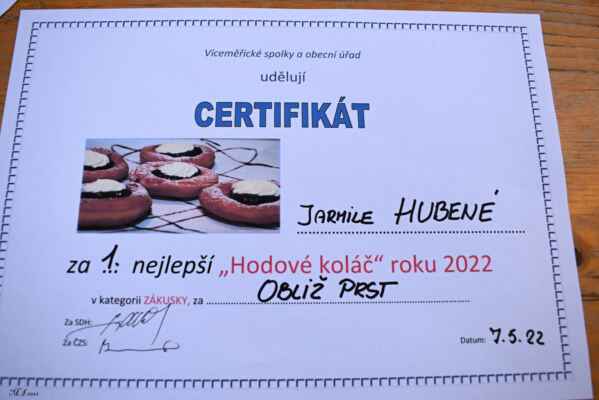 Víceměřické spolky a obecní úřad
udělují
CERTIFIKÁT
JARMILE HUBENÉ
za 1. nejlepší „Hodové koláč“ roku 2022
v kategorii ZÁKUSKY, za OBLIŽ PRST
Za SDH:
Za ČZS:
Datum: 7.5.22